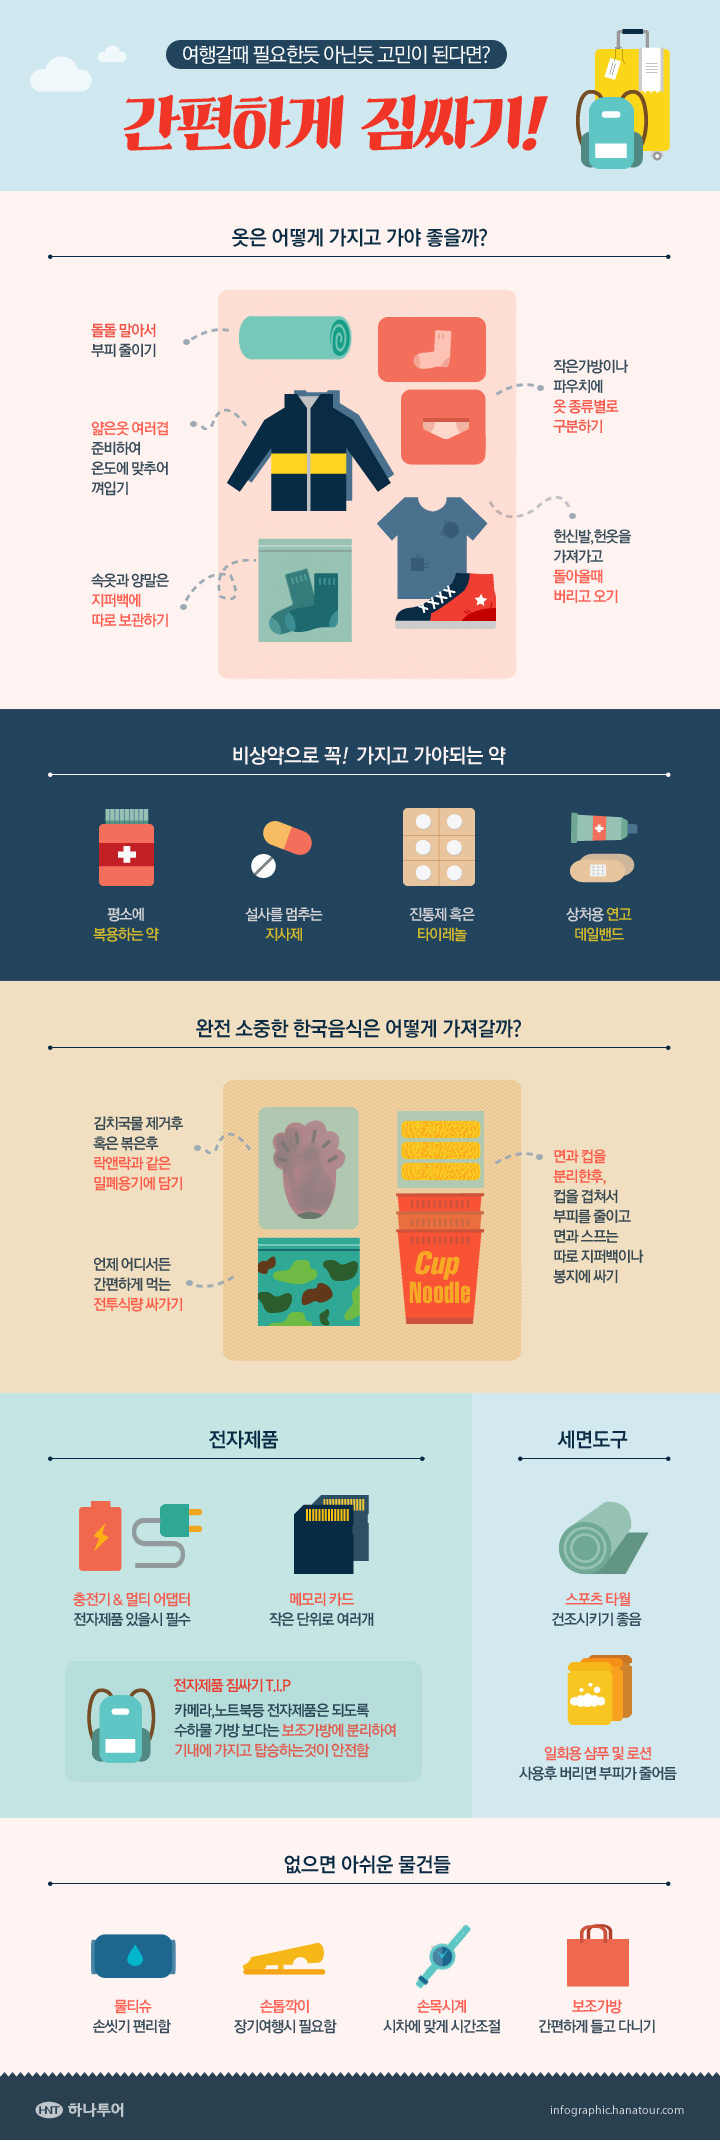 여행갈때 필요한듯 아닌듯 고민이 된다면?
간편하게 짐싸기!
옷은 어떻게 가지고 가야 좋을까?
돌돌 말아서
부피 줄이기
얇은옷 여러겹
준비하여
온도에 맞추어
껴입기
속옷과 양말은
지퍼백에
따로 보관하기
작은가방이나
파우치에
옷 종류별로
구분하기
헌신발,헌옷을
가져가고
돌아올때
버리고 오기
비상약으로 꼭! 가지고 가야되는 약
평소에
복용하는 약
설사를 멈추는
지사제
진통제 혹은
타이레놀
상처용 연고
데일밴드
완전 소중한 한국음식은 어떻게 가져갈까?
김치국물 제거후
혹은 볶은후
락앤락과 같은
밀폐용기에 담기
언제 어디서든
간편하게 먹는
전투식량 싸가기
Cup
Noodle
면과 컵을
분리한후,
컵을 겹쳐서
부피를 줄이고
면과 스프는
따로 지퍼백이나
봉지에 싸기
전자제품
충전기 & 멀티 어댑터
전자제품 있을시 필수
메모리 카드
작은 단위로 여러개
전자제품 짐싸기 T.I.P
카메라,노트북등 전자제품은 되도록
수하물 가방 보다는 보조가방에 분리하여
기내에 가지고 탑승하는것이 안전함
세면도구
스포츠 타월
건조시키기 좋음
일회용 샴푸 및 로션
사용후 버리면 부피가 줄어듬
없으면 아쉬운 물건들
물티슈
손씻기 편리함
손톱깍이
장기여행시 필요함
손목시계
시차에 맞게 시간조절
보조가방
간편하게 들고 다니기
HNT 하나투어
infographic.hanatour.com